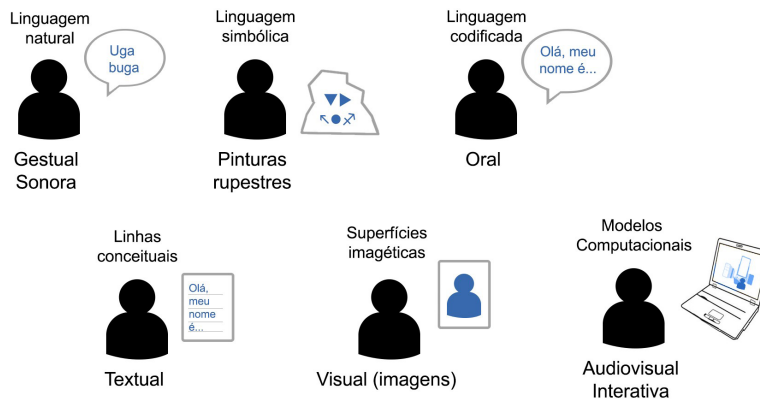 Linguagem
natural
Uga
buga
Gestual
Sonora
Linguagem
simbólica
Pinturas
rupestres
Linguagem
codificada
Olá, meu
nome é...
Oral
Linhas
conceituais
Olá,
meu
nome
é...
Textual
Superfícies
imagéticas
Visual (imagens)
Modelos
Computacionais
Audiovisual
Interativa